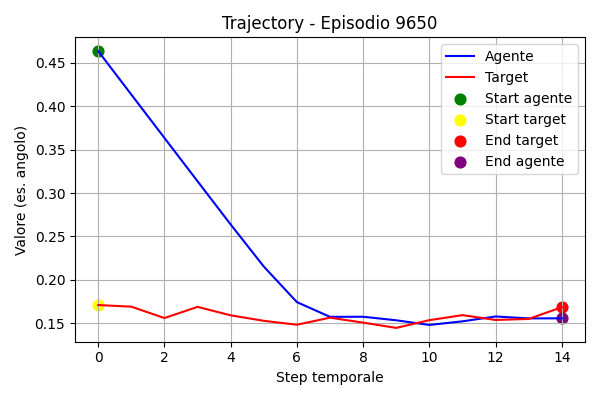 Trajectory - Episodio 9650
Valore (es. angolo)
0.45
0.40
0.35
0.30
0.25
0.20
0.15
0 2 4 6 8 10 12 14
Step temporale
Agente
Target
Start agente
Start target
End target
End agente